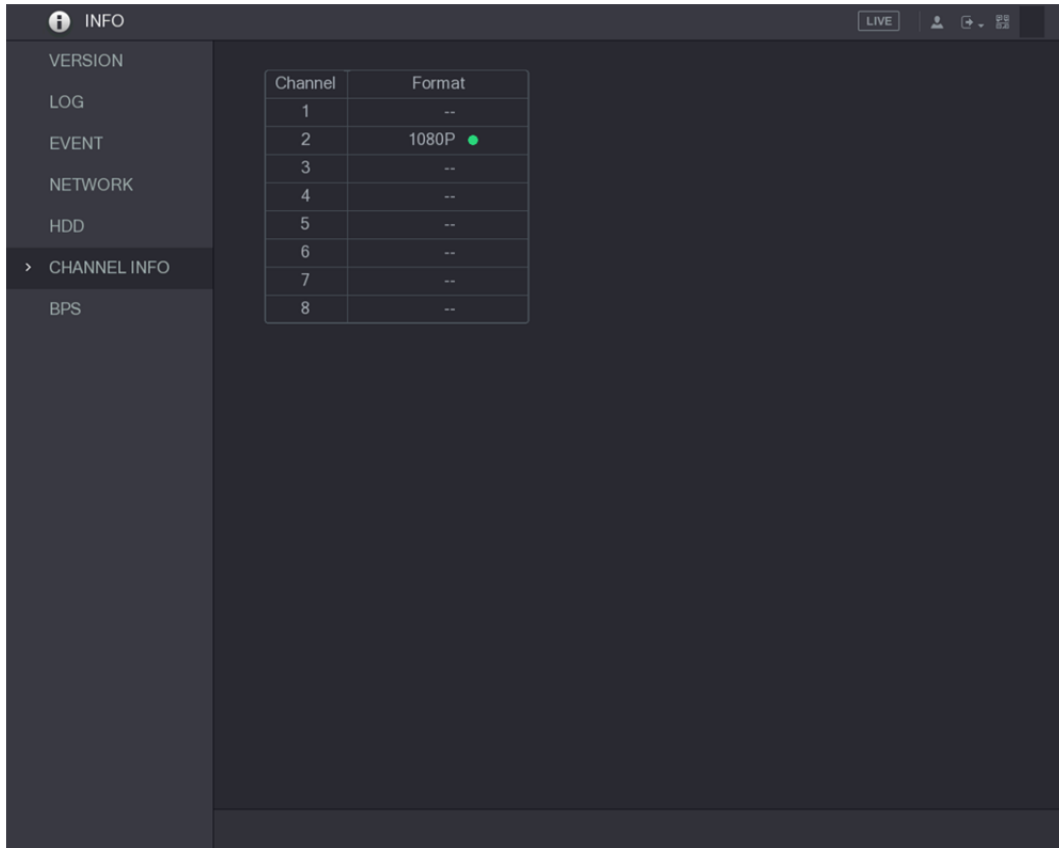 INFO
LIVE
VERSION
LOG
EVENT
NETWORK
HDD
> CHANNEL INFO
BPS
Channel Format
1 --
2 1080P
3 --
4 --
5 --
6 --
7 --
8 --